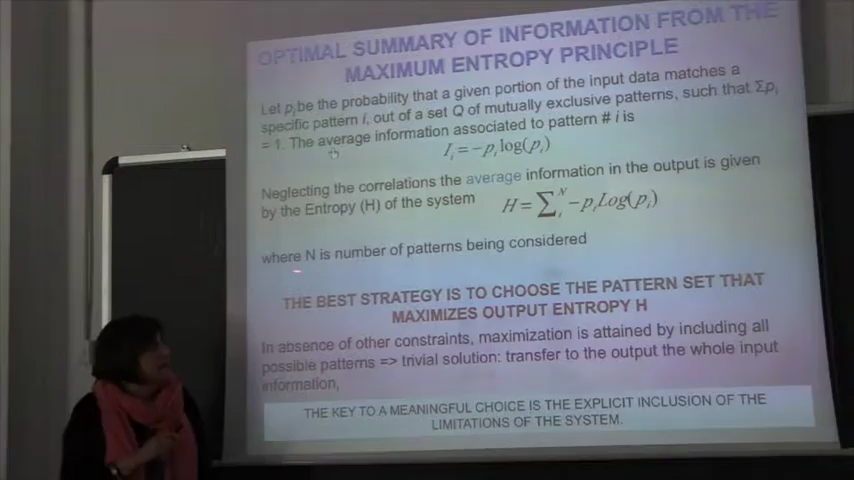 OPTIMAL SUMMARY OF INFORMATION FROM THE
MAXIMUM ENTROPY PRINCIPLE
Let pᵢ be the probability that a given portion of the input data matches a
specific pattern i, out of a set Q of mutually exclusive patterns, such that Σpᵢ
= 1. The average information associated to pattern # i is
Iᵢ = −pᵢ log(pᵢ)
Neglecting the correlations the average information in the output is given
by the Entropy (H) of the system
H = Σᵢᴺ −pᵢ Log(pᵢ)
where N is number of patterns being considered
THE BEST STRATEGY IS TO CHOOSE THE PATTERN SET THAT
MAXIMIZES OUTPUT ENTROPY H
In absence of other constraints, maximization is attained by including all
possible patterns => trivial solution: transfer to the output the whole input
information,
THE KEY TO A MEANINGFUL CHOICE IS THE EXPLICIT INCLUSION OF THE
LIMITATIONS OF THE SYSTEM.